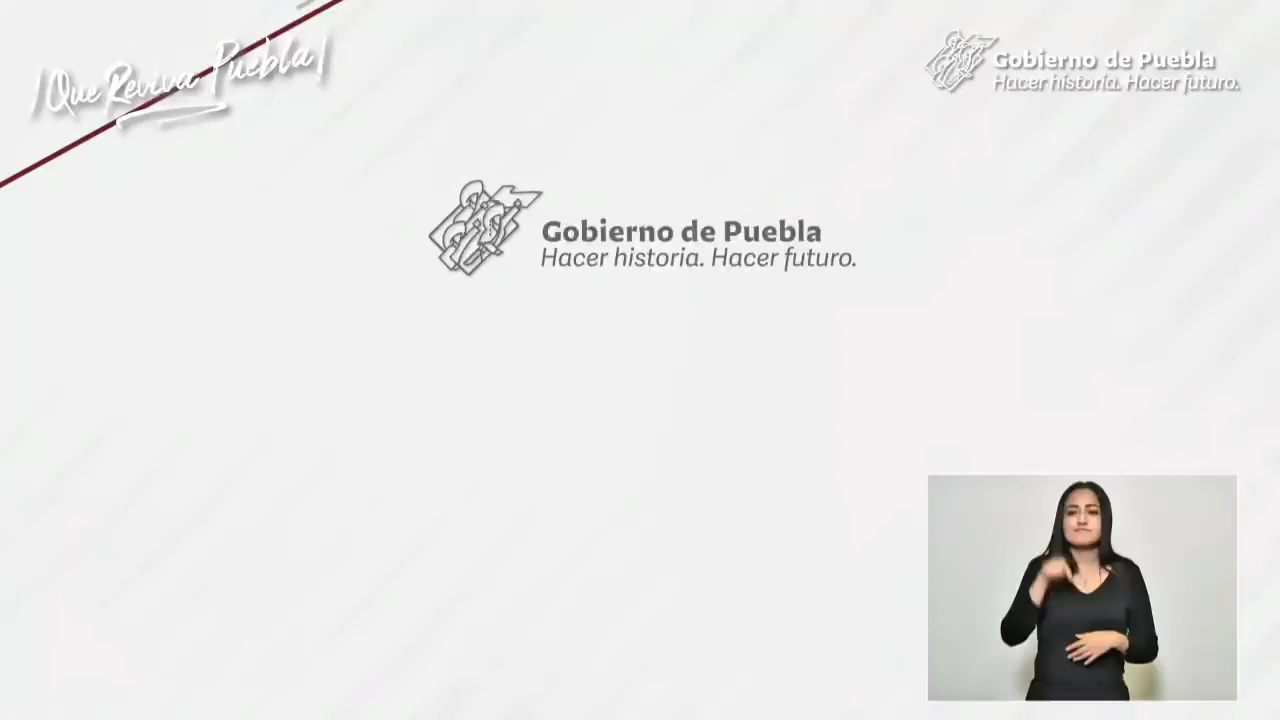 ¡Que Reviva Puebla!
Gobierno de Puebla
Hacer historia. Hacer futuro.
Gobierno de Puebla
Hacer historia. Hacer futuro.